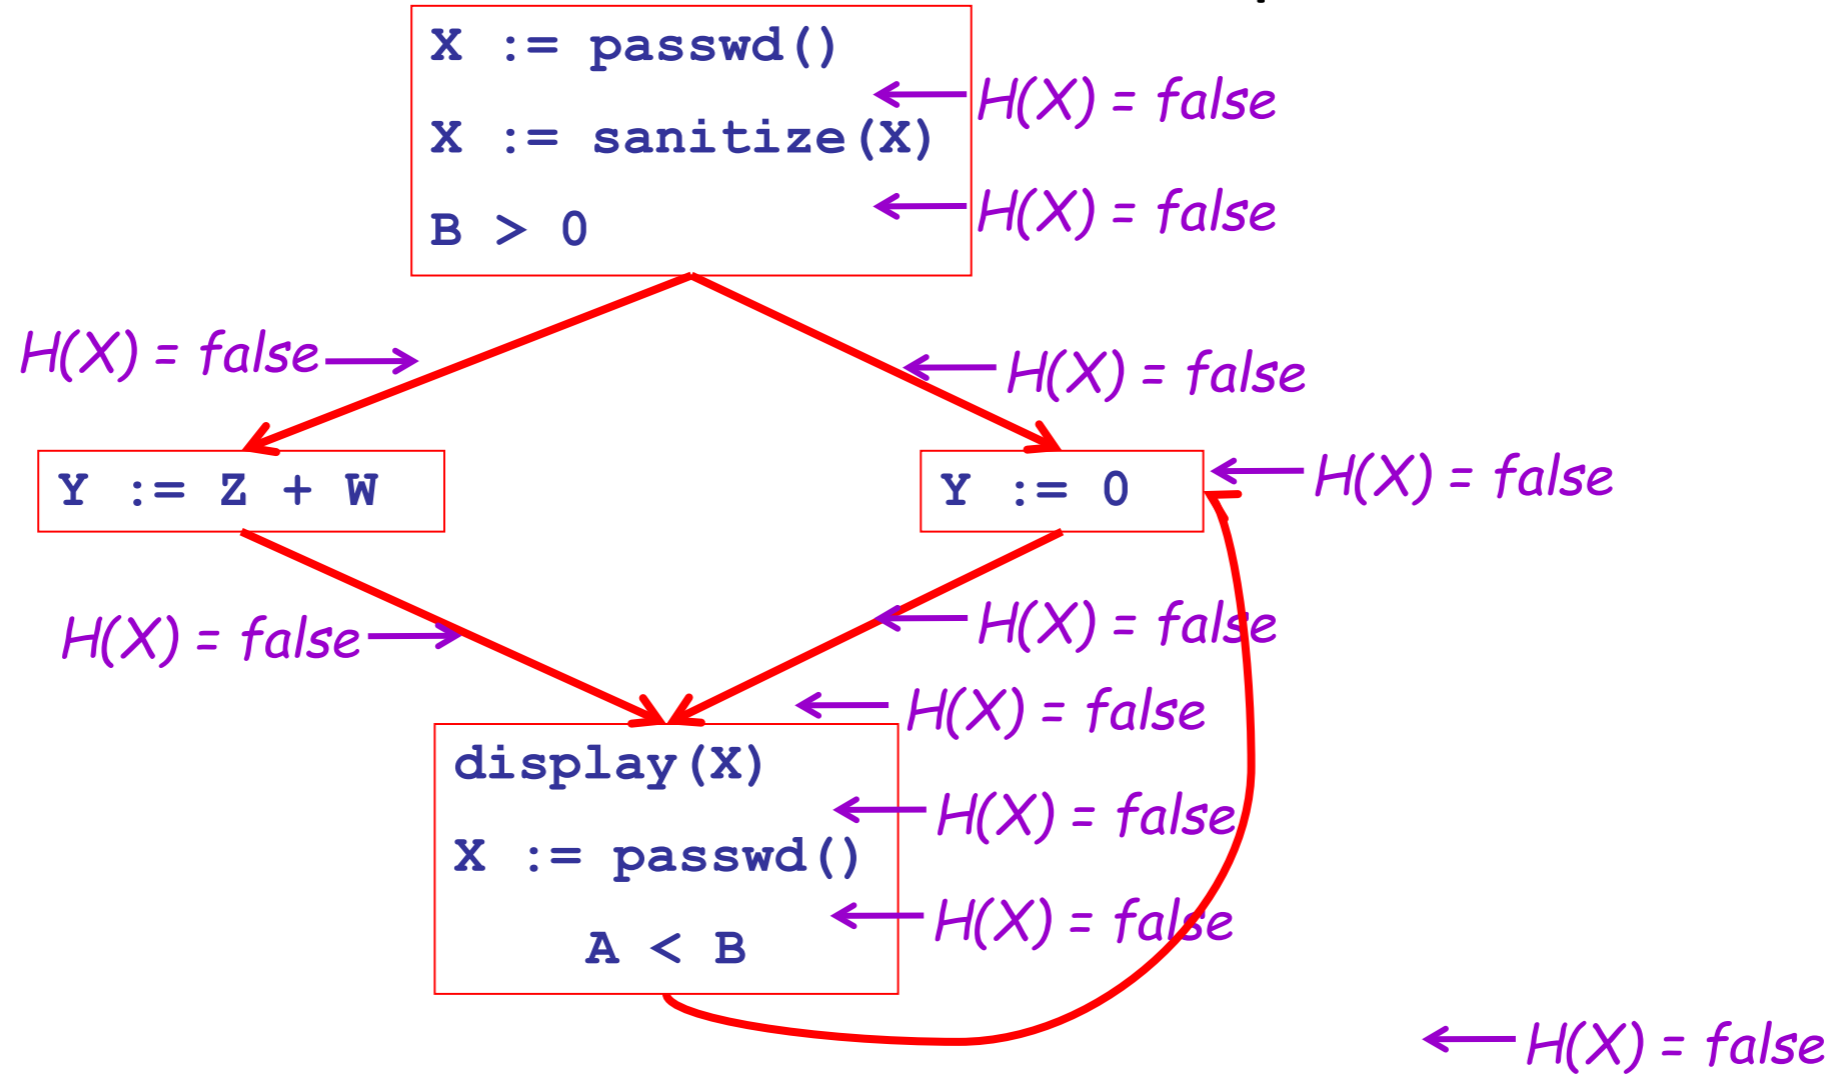 X := passwd()
H(X) = false
X := sanitize(X)
H(X) = false
B > 0
H(X) = false
H(X) = false
Y := Z + W
Y := 0
H(X) = false
H(X) = false
H(X) = false
H(X) = false
display(X)
H(X) = false
X := passwd()
H(X) = false
A < B
H(X) = false